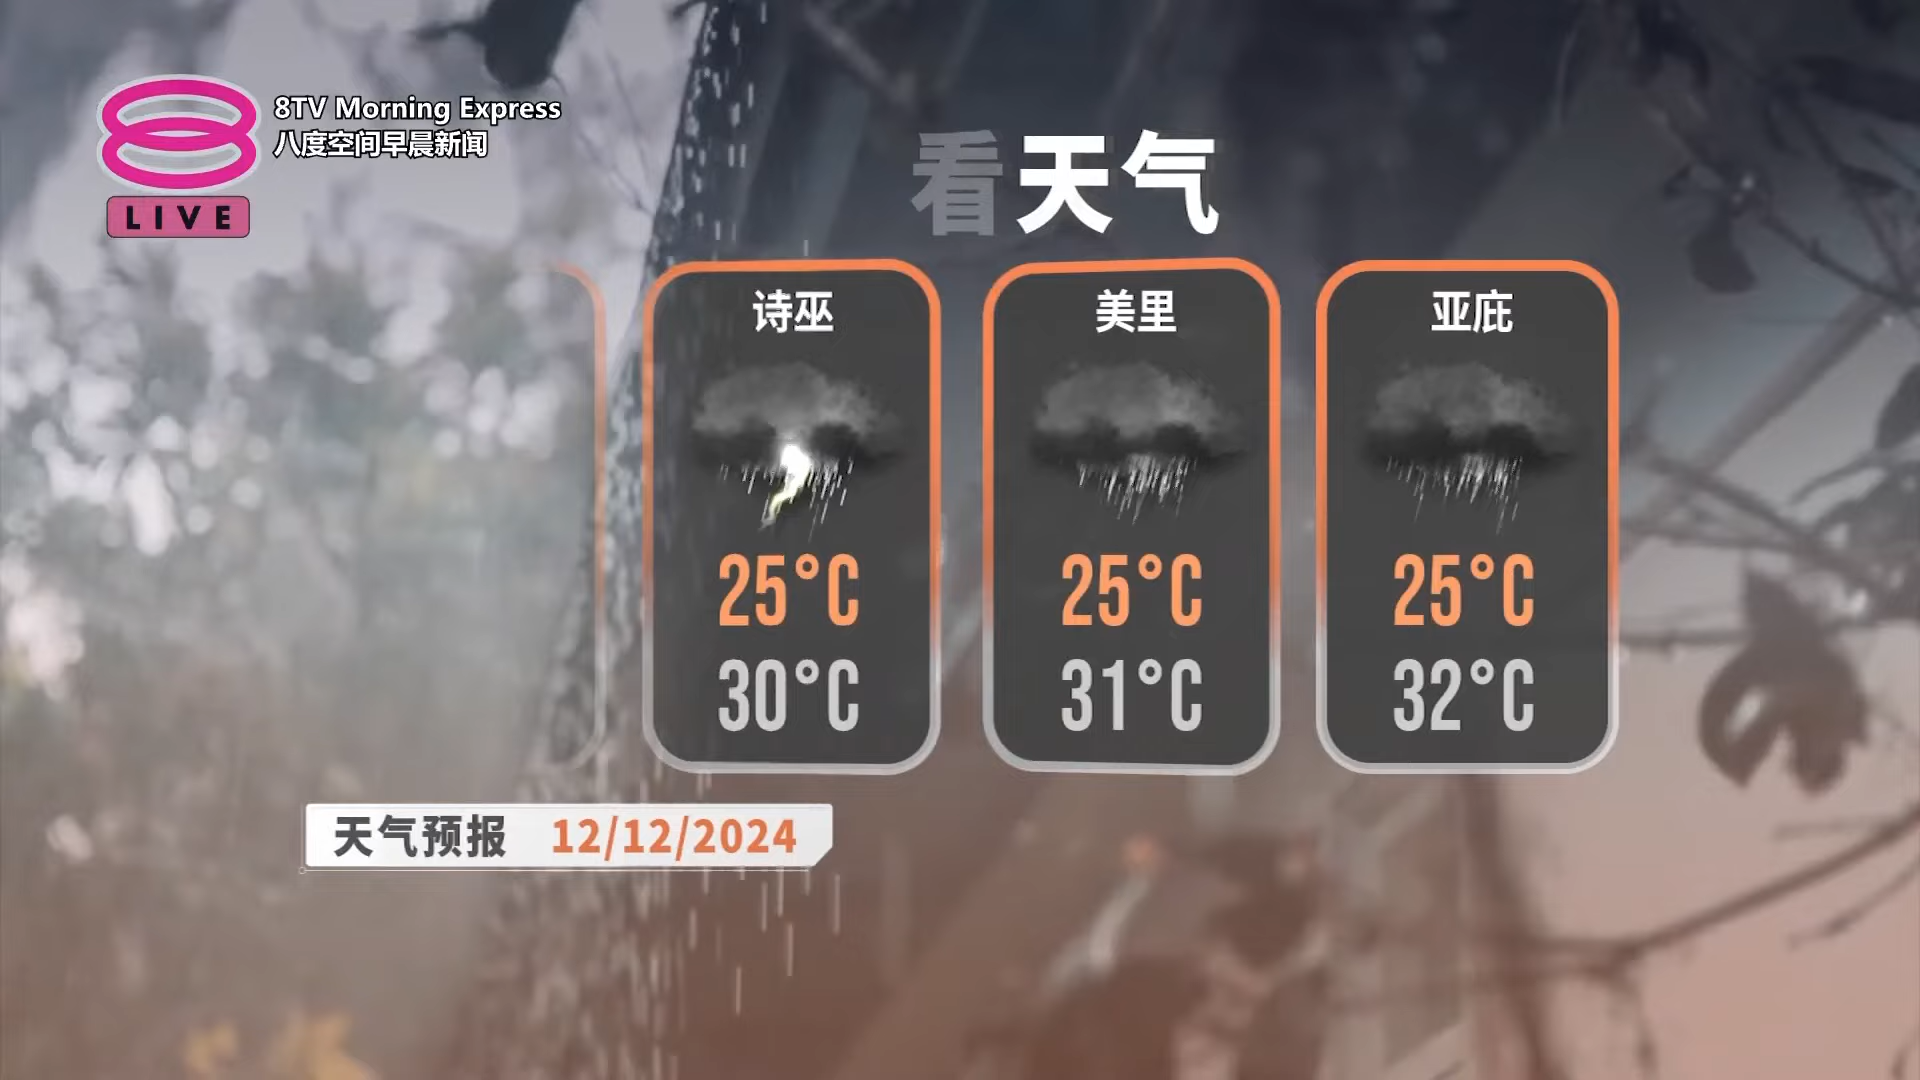 8TV Morning Express
八度空间早晨新闻
LIVE
看天气
诗巫
25°C
30°C
美里
25°C
31°C
亚庇
25°C
32°C
天气预报 12/12/2024